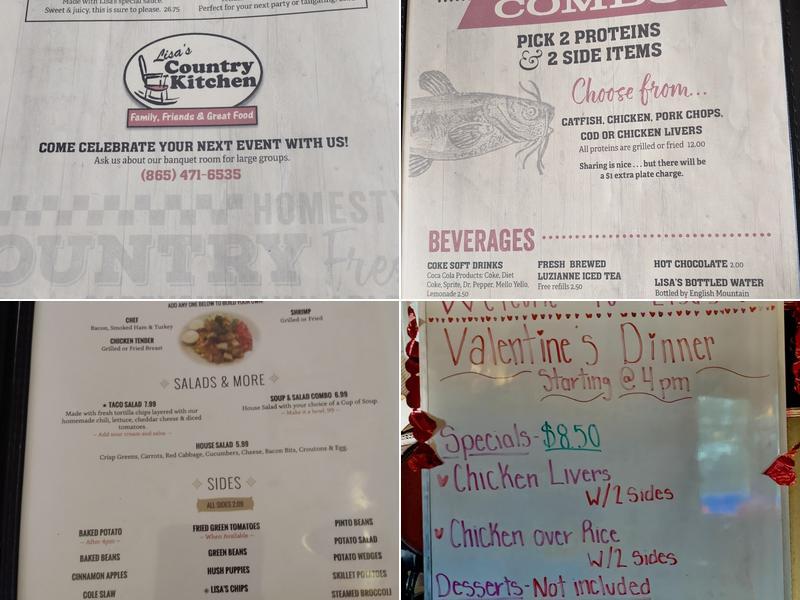 Made with Lisa's special sauce.
Sweet & juicy, this is sure to please. 26.75
Perfect for your next party or tailgating.
Lisa's
Country
Kitchen
Family, Friends & Great Food
COME CELEBRATE YOUR NEXT EVENT WITH US!
Ask us about our banquet room for large groups.
(865) 471-6535
HOMESTY
OUNTRY Fre
COMBO
PICK 2 PROTEINS
& 2 SIDE ITEMS
Choose from...
CATFISH, CHICKEN, PORK CHOPS,
COD OR CHICKEN LIVERS
All proteins are grilled or fried 12.00
Sharing is nice . . . but there will be
a $1 extra plate charge.
BEVERAGES
COKE SOFT DRINKS
Coca Cola Products: Coke, Diet
Coke, Sprite, Dr. Pepper, Mello Yello,
Lemonade 2.50
FRESH BREWED
LUZIANNE ICED TEA
Free refills 2.50
HOT CHOCOLATE 2.00
LISA'S BOTTLED WATER
Bottled by English Mountain
ADD ANY ONE BELOW TO BUILD YOUR OWN
CHEF
Bacon, Smoked Ham & Turkey
CHICKEN TENDER
Grilled or Fried Breast
SHRIMP
Grilled or Fried
SALADS & MORE
TACO SALAD 7.99
Made with fresh tortilla chips layered with our
homemade chili, lettuce, cheddar cheese & diced
tomatoes.
~ Add sour cream and salsa ~
SOUP & SALAD COMBO 6.99
House Salad with your choice of a Cup of Soup.
~ Make it a bowl .99 ~
HOUSE SALAD 5.99
Crisp Greens, Carrots, Red Cabbage, Cucumbers, Cheese, Bacon Bits, Croutons & Egg.
SIDES
ALL SIDES 2.09
BAKED POTATO
~ After 4pm ~
BAKED BEANS
CINNAMON APPLES
COLE SLAW
FRIED GREEN TOMATOES
~ When Available ~
GREEN BEANS
HUSH PUPPIES
LISA'S CHIPS
PINTO BEANS
POTATO SALAD
POTATO WEDGES
SKILLET POTATOES
STEAMED BROCCOLI
Welcome To Lisa's
Valentine's Dinner
Starting @ 4pm
Specials - $8.50
Chicken Livers
W/2 Sides
Chicken over Rice
W/2 Sides
Desserts - Not included